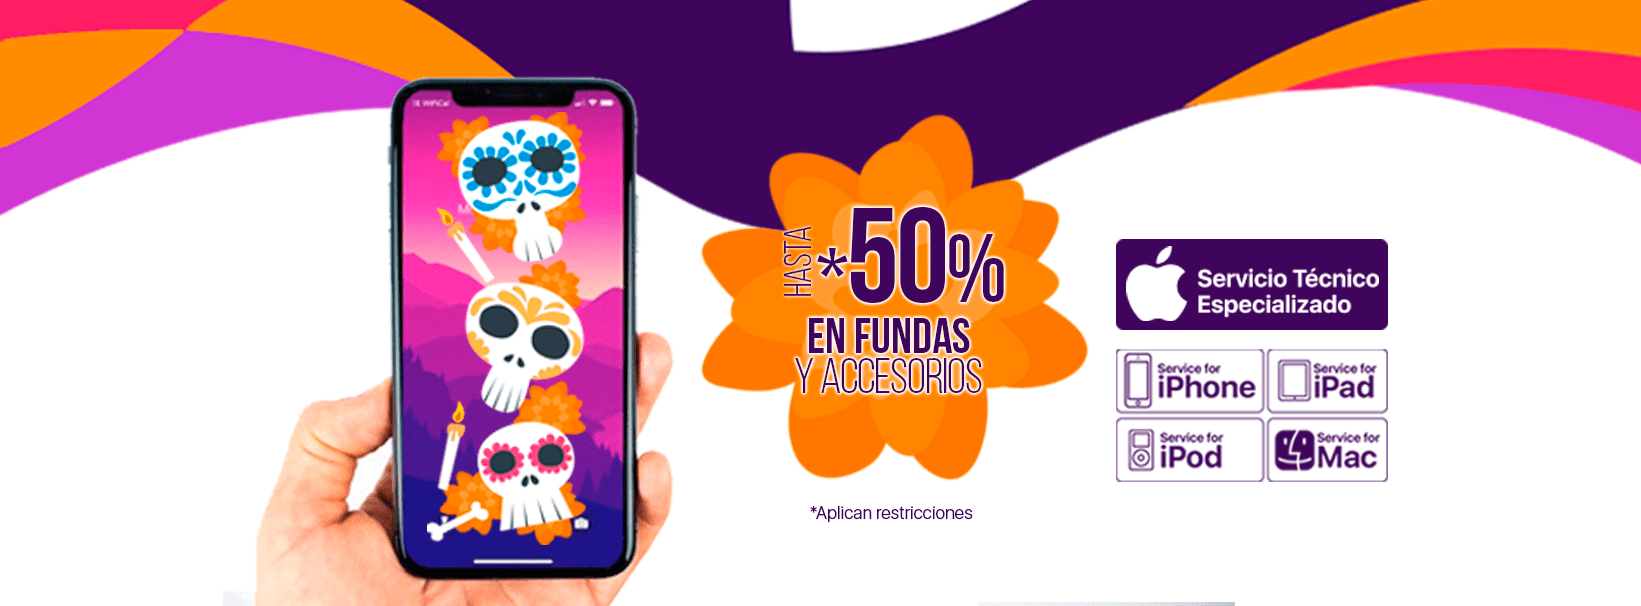 HASTA
*50%
EN FUNDAS
Y ACCESORIOS
*Aplican restricciones
Servicio Técnico
Especializado
Service for
iPhone
Service for
iPad
Service for
iPod
Service for
Mac